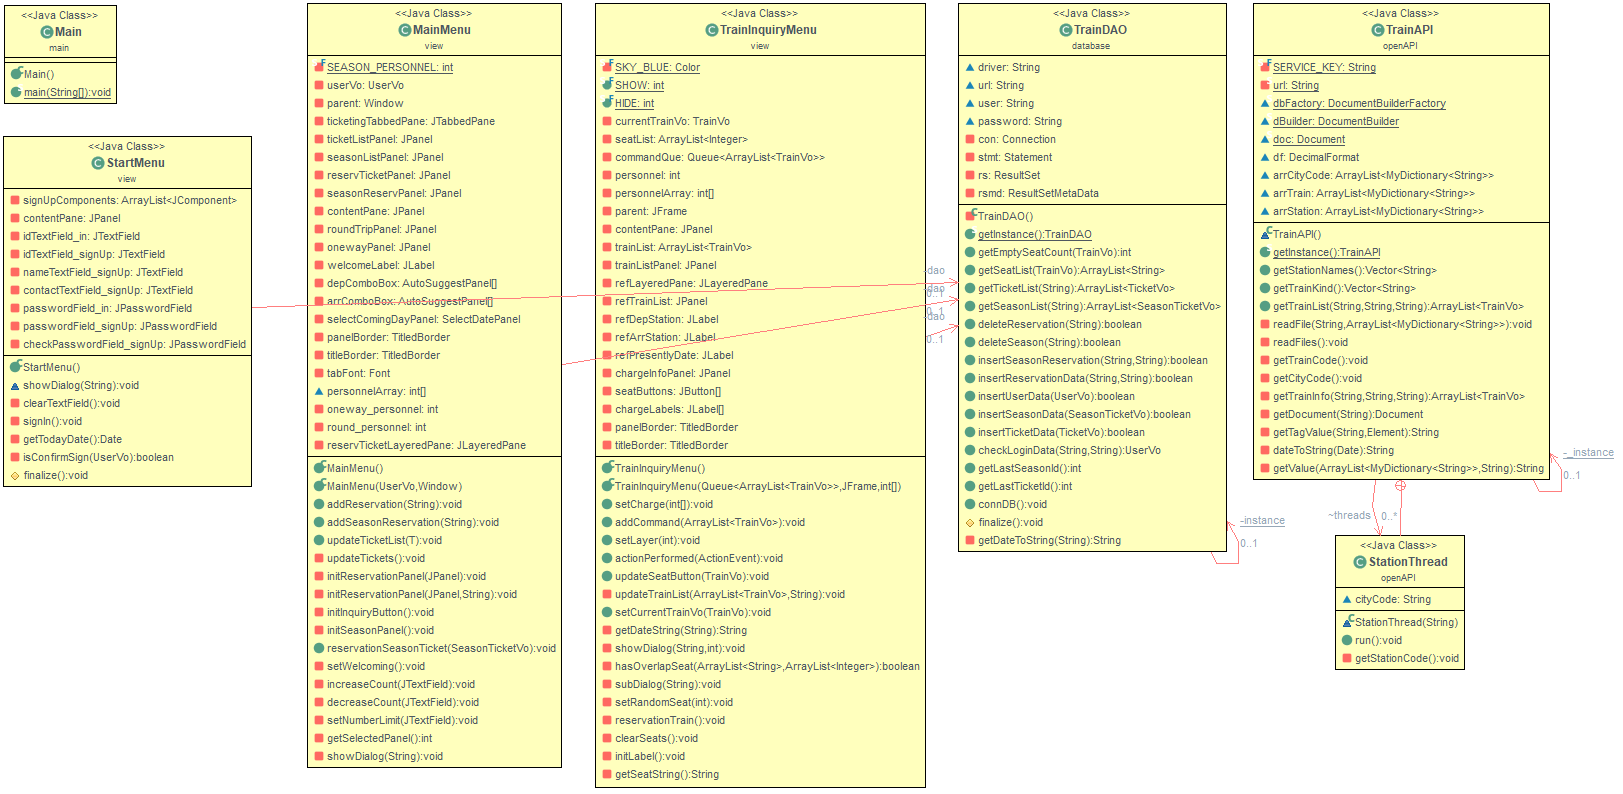 <<Java Class>>
Main
main
Main()
main(String[]):void
<<Java Class>>
StartMenu
view
signUpComponents: ArrayList<JComponent>
contentPane: JPanel
idTextField_in: JTextField
idTextField_signUp: JTextField
nameTextField_signUp: JTextField
contactTextField_signUp: JTextField
passwordField_in: JPasswordField
passwordField_signUp: JPasswordField
checkPasswordField_signUp: JPasswordField
StartMenu()
showDialog(String):void
clearTextField():void
signIn():void
getTodayDate():Date
isConfirmSign(UserVo):boolean
finalize():void
<<Java Class>>
MainMenu
view
SEASON_PERSONNEL: int
userVo: UserVo
parent: Window
ticketingTabbedPane: JTabbedPane
ticketListPanel: JPanel
seasonListPanel: JPanel
reservTicketPanel: JPanel
seasonReservPanel: JPanel
contentPane: JPanel
roundTripPanel: JPanel
onewayPanel: JPanel
welcomeLabel: JLabel
depComboBox: AutoSuggestPanel[]
arrComboBox: AutoSuggestPanel[]
selectComingDayPanel: SelectDatePanel
panelBorder: TitledBorder
titleBorder: TitledBorder
tabFont: Font
personnelArray: int[]
oneway_personnel: int
round_personnel: int
reservTicketLayeredPane: JLayeredPane
MainMenu()
MainMenu(UserVo,Window)
addReservation(String):void
addSeasonReservation(String):void
updateTicketList(T):void
updateTickets():void
initReservationPanel(JPanel):void
initReservationPanel(JPanel,String):void
initInquiryButton():void
initSeasonPanel():void
reservationSeasonTicket(SeasonTicketVo):void
setWelcoming():void
increaseCount(JTextField):void
decreaseCount(JTextField):void
setNumberLimit(JTextField):void
getSelectedPanel():int
showDialog(String):void
<<Java Class>>
TrainInquiryMenu
view
SKY_BLUE: Color
SHOW: int
HIDE: int
currentTrainVo: TrainVo
seatList: ArrayList<Integer>
commandQue: Queue<ArrayList<TrainVo>>
personnel: int
personnelArray: int[]
parent: JFrame
contentPane: JPanel
trainList: ArrayList<TrainVo>
trainListPanel: JPanel
refLayeredPane: JLayeredPane
refTrainList: JPanel
refDepStation: JLabel
refArrStation: JLabel
refPresentlyDate: JLabel
chargeInfoPanel: JPanel
seatButtons: JButton[]
chargeLabels: JLabel[]
panelBorder: TitledBorder
titleBorder: TitledBorder
TrainInquiryMenu()
TrainInquiryMenu(Queue<ArrayList<TrainVo>>,JFrame,int[])
setCharge(int[]):void
addCommand(ArrayList<TrainVo>):void
setLayer(int):void
actionPerformed(ActionEvent):void
updateSeatButton(TrainVo):void
updateTrainList(ArrayList<TrainVo>,String):void
setCurrentTrainVo(TrainVo):void
getDateString(String):String
showDialog(String,int):void
hasOverlapSeat(ArrayList<String>,ArrayList<Integer>):boolean
subDialog(String):void
setRandomSeat(int):void
reservationTrain():void
clearSeats():void
initLabel():void
getSeatString():String
-dao
0..1
-dao
0..1
-dao
0..1
<<Java Class>>
TrainDAO
database
driver: String
url: String
user: String
password: String
con: Connection
stmt: Statement
rs: ResultSet
rsmd: ResultSetMetaData
TrainDAO()
getInstance():TrainDAO
getEmptySeatCount(TrainVo):int
getSeatList(TrainVo):ArrayList<String>
getTicketList(String):ArrayList<TicketVo>
getSeasonList(String):ArrayList<SeasonTicketVo>
deleteReservation(String):boolean
deleteSeason(String):boolean
insertSeasonReservation(String,String):boolean
insertReservationData(String,String):boolean
insertUserData(UserVo):boolean
insertSeasonData(SeasonTicketVo):boolean
insertTicketData(TicketVo):boolean
checkLoginData(String,String):UserVo
getLastSeasonId():int
getLastTicketId():int
connDB():void
finalize():void
getDateToString(String):String
-instance
0..1
<<Java Class>>
TrainAPI
openAPI
SERVICE_KEY: String
url: String
dbFactory: DocumentBuilderFactory
dBuilder: DocumentBuilder
doc: Document
df: DecimalFormat
arrCityCode: ArrayList<MyDictionary<String>>
arrTrain: ArrayList<MyDictionary<String>>
arrStation: ArrayList<MyDictionary<String>>
TrainAPI()
getInstance():TrainAPI
getStationNames():Vector<String>
getTrainKind():Vector<String>
getTrainList(String,String,String):ArrayList<TrainVo>
readFile(String,ArrayList<MyDictionary<String>>):void
readFiles():void
getTrainCode():void
getCityCode():void
getTrainInfo(String,String,String):ArrayList<TrainVo>
getDocument(String):Document
getTagValue(String,Element):String
dateToString(Date):String
getValue(ArrayList<MyDictionary<String>>,String):String
-_instance
0..1
~threads
0..*
<<Java Class>>
StationThread
openAPI
cityCode: String
StationThread(String)
run():void
getStationCode():void